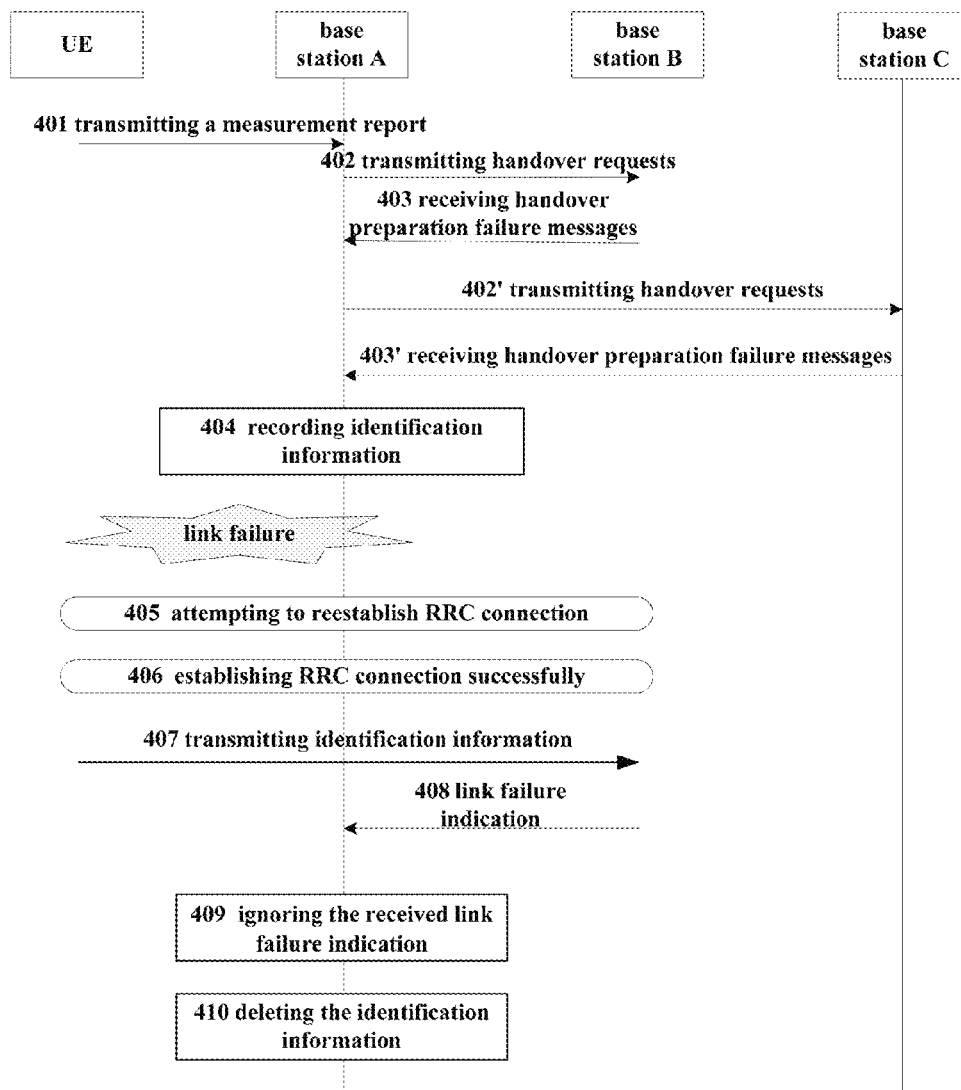 UE
base
station A
base
station B
base
station C
401 transmitting a measurement report
402 transmitting handover requests
403 receiving handover
preparation failure messages
402' transmitting handover requests
403' receiving handover preparation failure messages
404 recording identification
information
link failure
405 attempting to reestablish RRC connection
406 establishing RRC connection successfully
407 transmitting identification information
408 link failure
indication
409 ignoring the received link
failure indication
410 deleting the identification
information